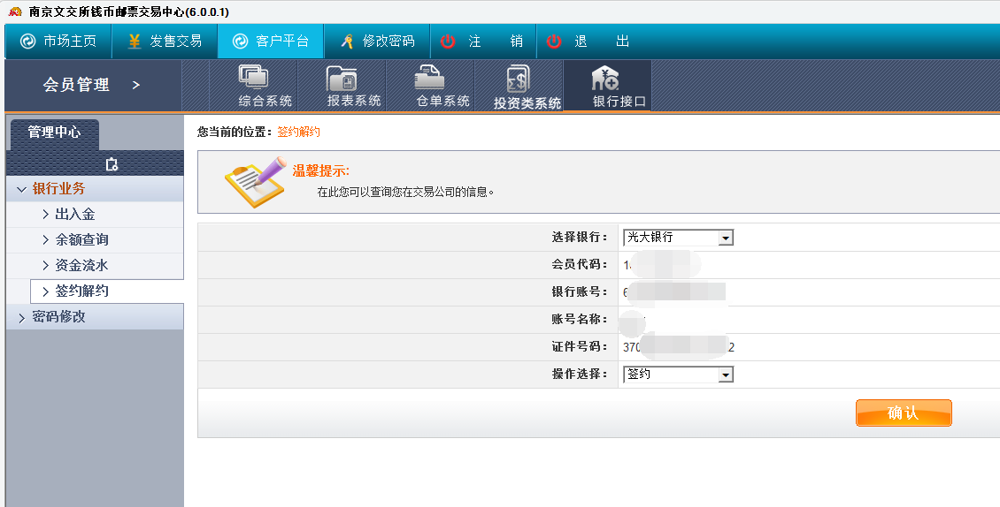 南京文交所钱币邮票交易中心(6.0.0.1)
市场主页 发售交易 客户平台 修改密码 注 销 退 出
会员管理 > 综合系统 报表系统 仓单系统 投资类系统 银行接口
管理中心
您当前的位置：签约解约
温馨提示:
在此您可以查询您在交易公司的信息。
银行业务
出入金
余额查询
资金流水
签约解约
密码修改
选择银行： 光大银行
会员代码： 1
银行账号： 6
账号名称：
证件号码： 370 2
操作选择： 签约
确认